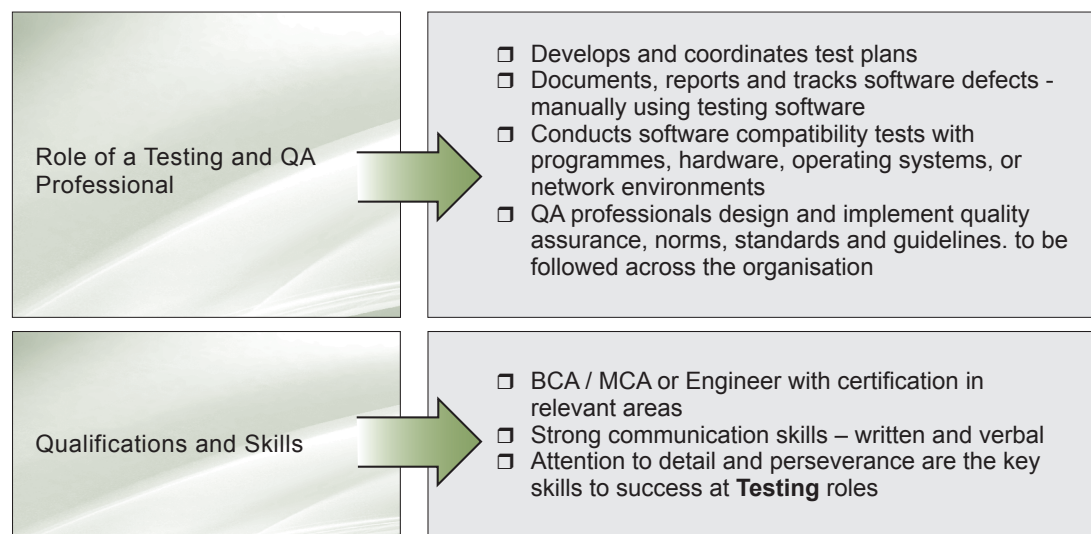 Role of a Testing and QA
Professional
❒ Develops and coordinates test plans
❒ Documents, reports and tracks software defects -
manually using testing software
❒ Conducts software compatibility tests with
programmes, hardware, operating systems, or
network environments
❒ QA professionals design and implement quality
assurance, norms, standards and guidelines. to be
followed across the organisation
Qualifications and Skills
❒ BCA / MCA or Engineer with certification in
relevant areas
❒ Strong communication skills – written and verbal
❒ Attention to detail and perseverance are the key
skills to success at Testing roles